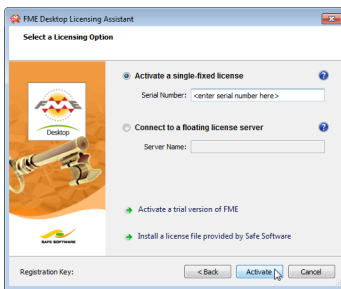 FME Desktop Licensing Assistant
Select a Licensing Option
Activate a single-fixed license
Serial Number: <enter serial number here>
Connect to a floating license server
Server Name:
Activate a trial version of FME
Install a license file provided by Safe Software
FME
Desktop
SAFE SOFTWARE
Registration Key:
< Back
Activate
Cancel